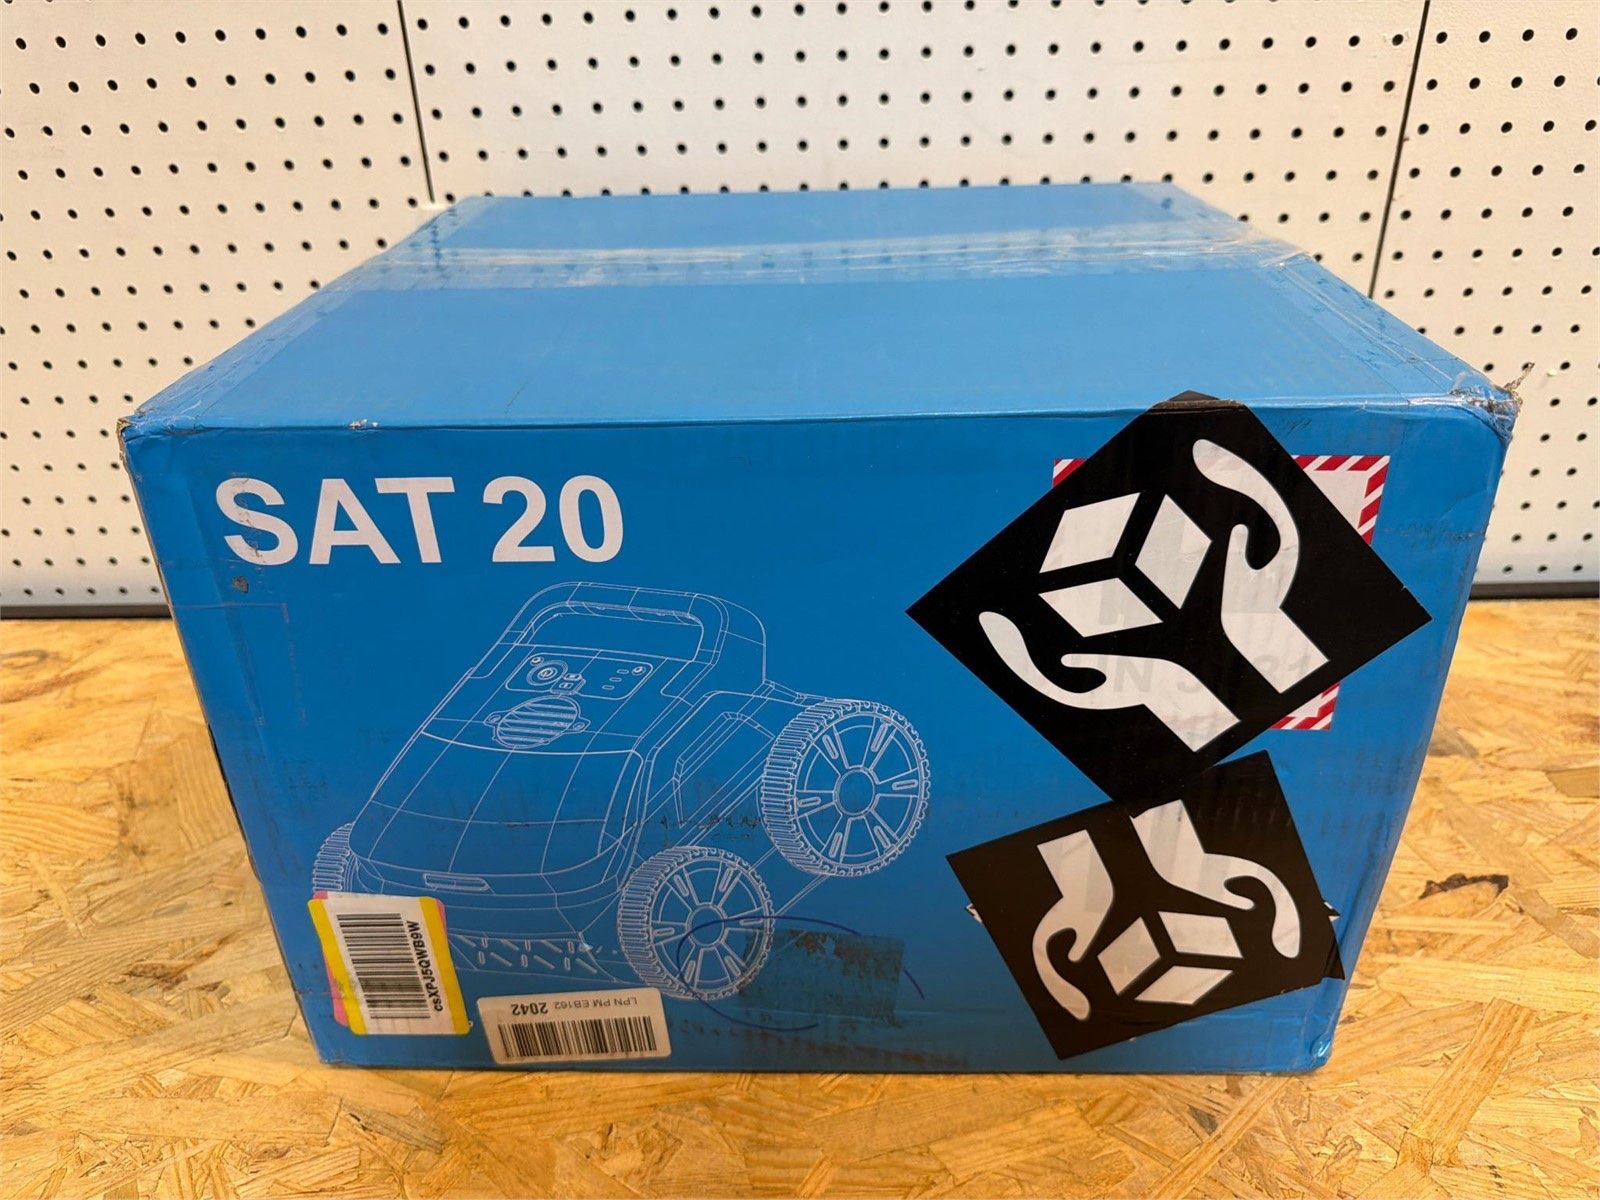 SAT 20
csXPJ5QWB9W
LPN PM EB162 2042